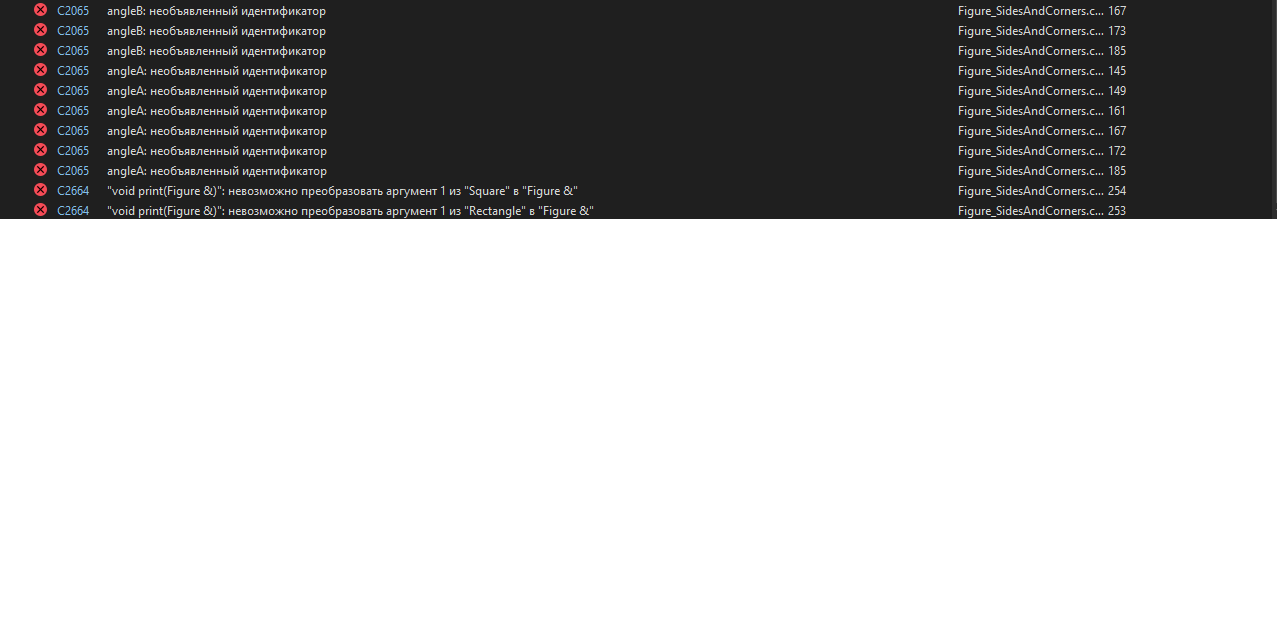 C2065 angleB: необъявленный идентификатор Figure_SidesAndCorners.c... 167
C2065 angleB: необъявленный идентификатор Figure_SidesAndCorners.c... 173
C2065 angleB: необъявленный идентификатор Figure_SidesAndCorners.c... 185
C2065 angleA: необъявленный идентификатор Figure_SidesAndCorners.c... 145
C2065 angleA: необъявленный идентификатор Figure_SidesAndCorners.c... 149
C2065 angleA: необъявленный идентификатор Figure_SidesAndCorners.c... 161
C2065 angleA: необъявленный идентификатор Figure_SidesAndCorners.c... 167
C2065 angleA: необъявленный идентификатор Figure_SidesAndCorners.c... 172
C2065 angleA: необъявленный идентификатор Figure_SidesAndCorners.c... 185
C2664 "void print(Figure &)": невозможно преобразовать аргумент 1 из "Square" в "Figure &" Figure_SidesAndCorners.c... 254
C2664 "void print(Figure &)": невозможно преобразовать аргумент 1 из "Rectangle" в "Figure &" Figure_SidesAndCorners.c... 253